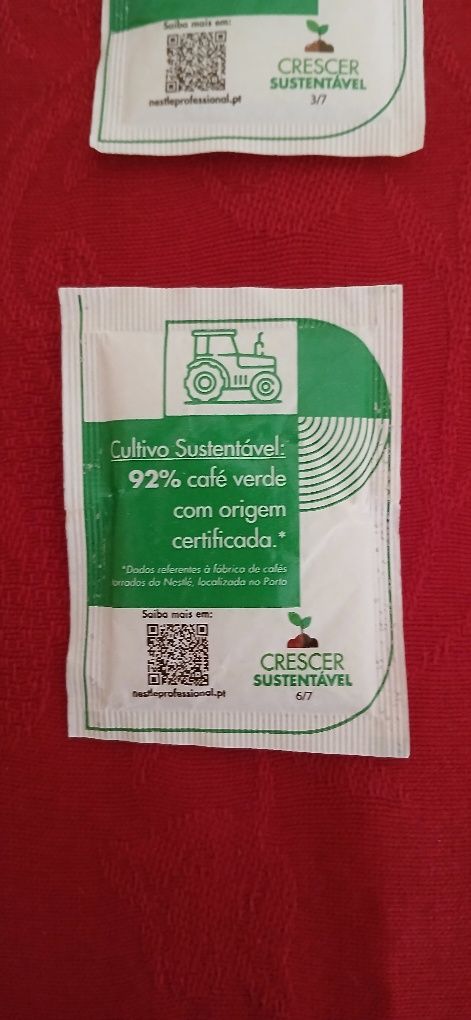 Saiba mais em:
nestleprofessional.pt
CRESCER
SUSTENTÁVEL
3/7
Cultivo Sustentável:
92% café verde
com origem
certificada.*
*Dados referentes à fábrica de cafés
torrados da Nestlé, localizada no Porto
Saiba mais em:
nestleprofessional.pt
CRESCER
SUSTENTÁVEL
6/7